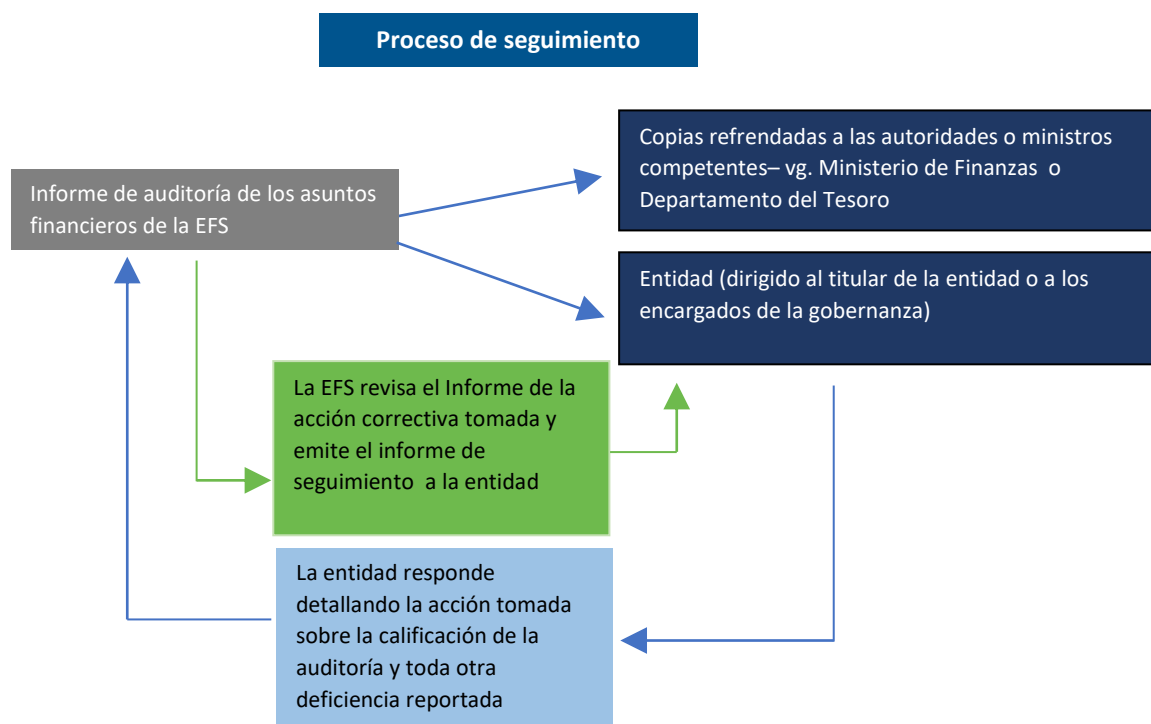 Proceso de seguimiento
Copias refrendadas a las autoridades o ministros
competentes– vg. Ministerio de Finanzas o
Departamento del Tesoro
Informe de auditoría de los asuntos
financieros de la EFS
Entidad (dirigido al titular de la entidad o a los
encargados de la gobernanza)
La EFS revisa el Informe de la
acción correctiva tomada y
emite el informe de
seguimiento a la entidad
La entidad responde
detallando la acción tomada
sobre la calificación de la
auditoría y toda otra
deficiencia reportada